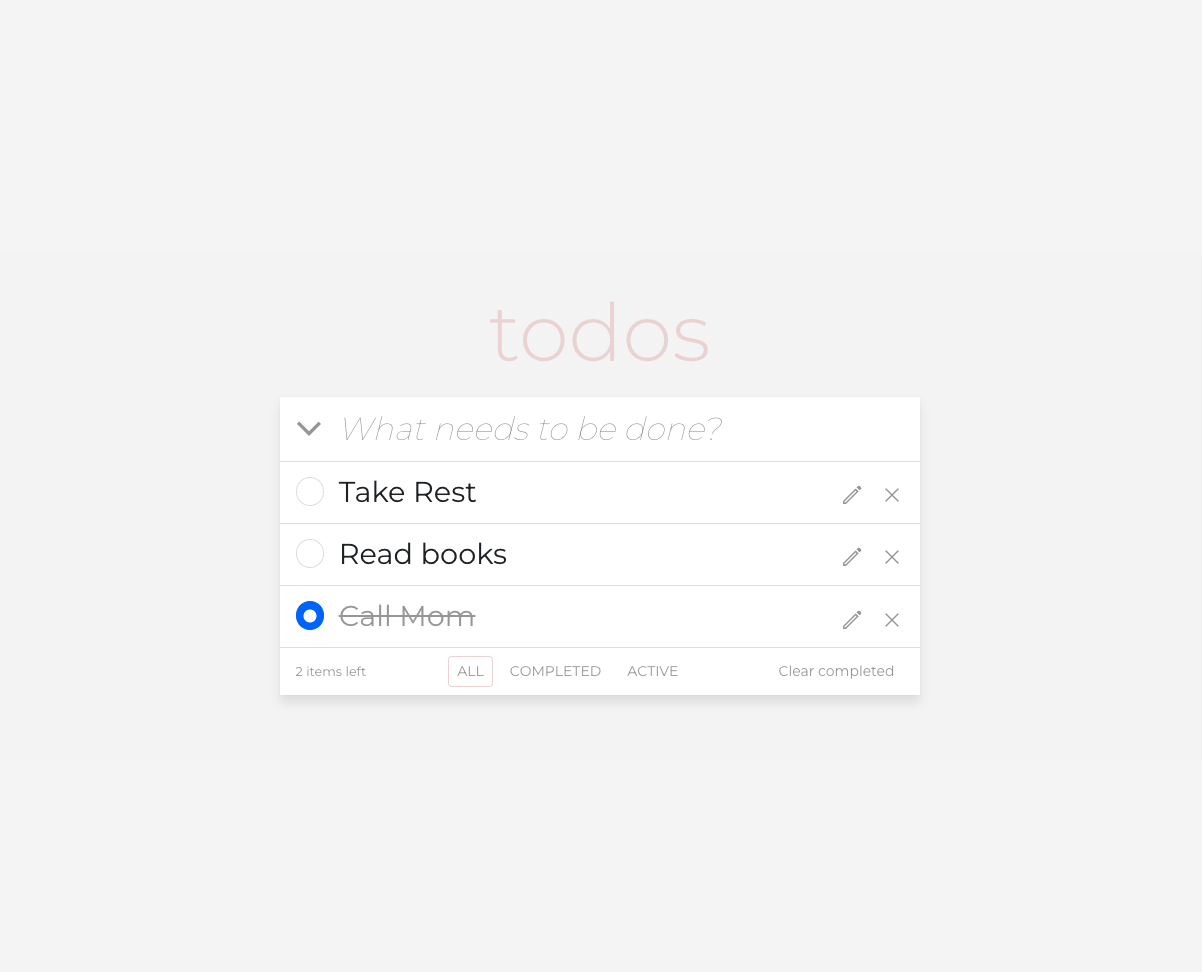 todos
What needs to be done?
Take Rest
Read books
Call Mom
2 items left ALL COMPLETED ACTIVE Clear completed